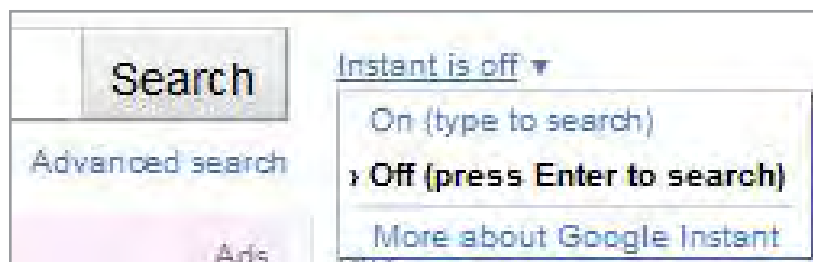 Search
Instant is off ▼
On (type to search)
Advanced search
› Off (press Enter to search)
More about Google Instant
Ads